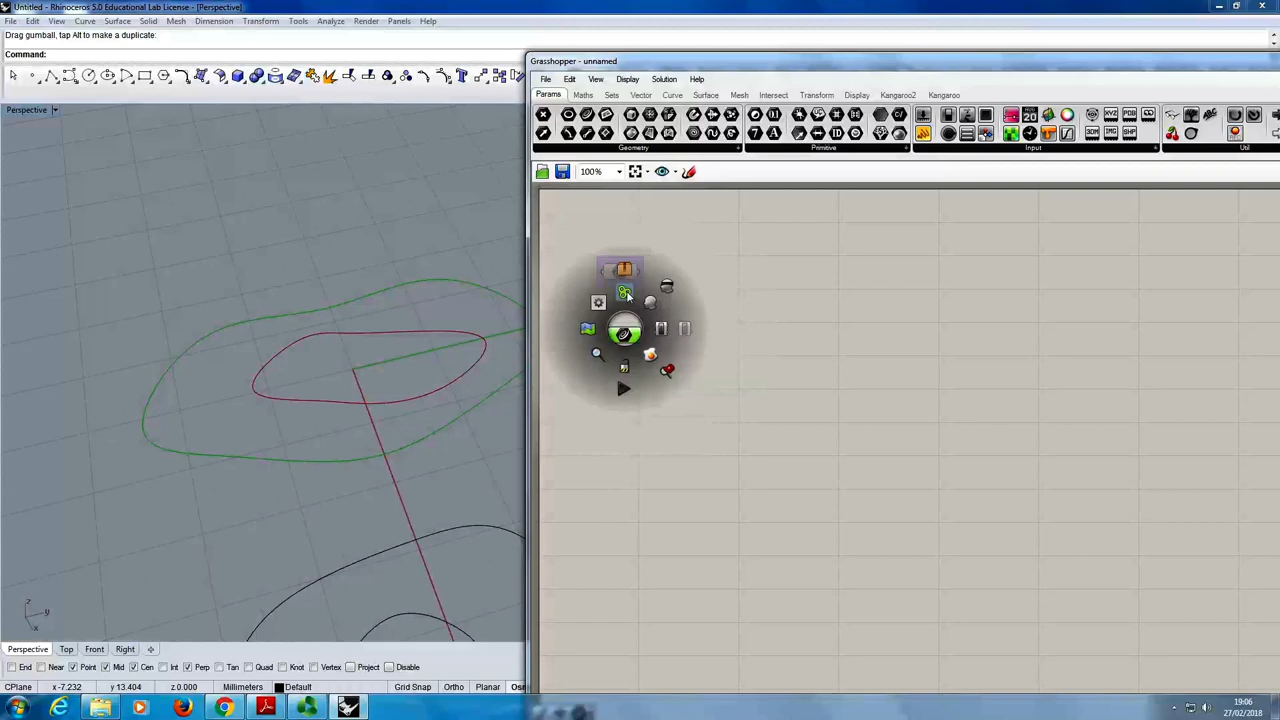 Untitled - Rhinoceros 5.0 Educational Lab License - [Perspective]
File Edit View Curve Surface Solid Mesh Dimension Transform Tools Analyze Render Panels Help
Drag gumball, tap Alt to make a duplicate:
Command:
Perspective
Grasshopper - unnamed
File Edit View Display Solution Help
Params Maths Sets Vector Curve Surface Mesh Intersect Transform Display Kangaroo2 Kangaroo
Geometry Primitive Input Util
100%
z
y
x
Perspective Top Front Right
End Near Point Mid Cen Int Perp Tan Quad Knot Vertex Project Disable
CPlane x -7.232 y 13.404 z 0.000 Millimeters Default Grid Snap Ortho Planar
19:06
27/02/2018